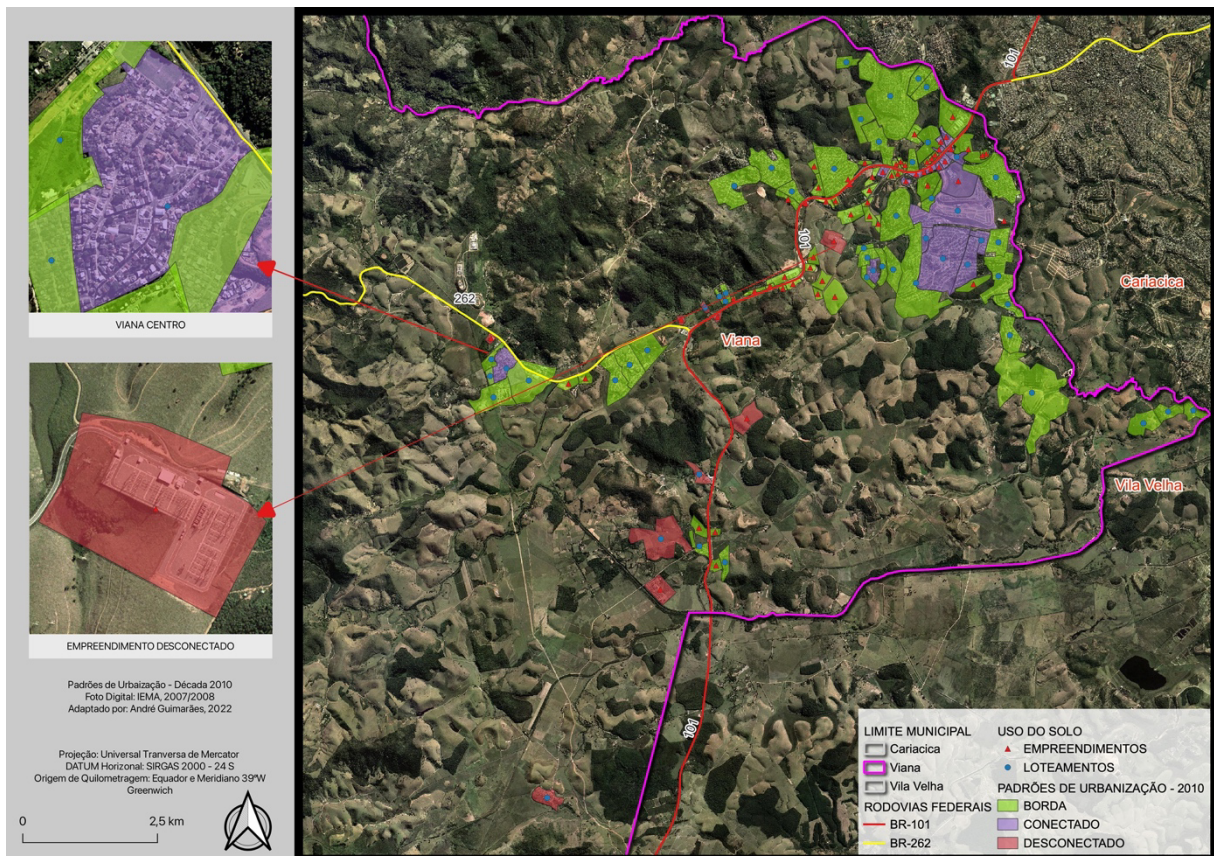 VIANA CENTRO
EMPREENDIMENTO DESCONECTADO
Padrões de Urbaização - Década 2010
Foto Digital: IEMA, 2007/2008
Adaptado por: André Guimarães, 2022
Projeção: Universal Tranversa de Mercator
DATUM Horizonal: SIRGAS 2000 - 24 S
Origem de Quilometragem: Equador e Meridiano 39ºW
Greenwich
0 2,5 km
101
101
262
Cariacica
Viana
Vila Velha
101
LIMITE MUNICIPAL
Cariacica
Viana
Vila Velha
RODOVIAS FEDERAIS
BR-101
BR-262
USO DO SOLO
EMPREENDIMENTOS
LOTEAMENTOS
PADRÕES DE URBANIZAÇÃO - 2010
BORDA
CONECTADO
DESCONECTADO